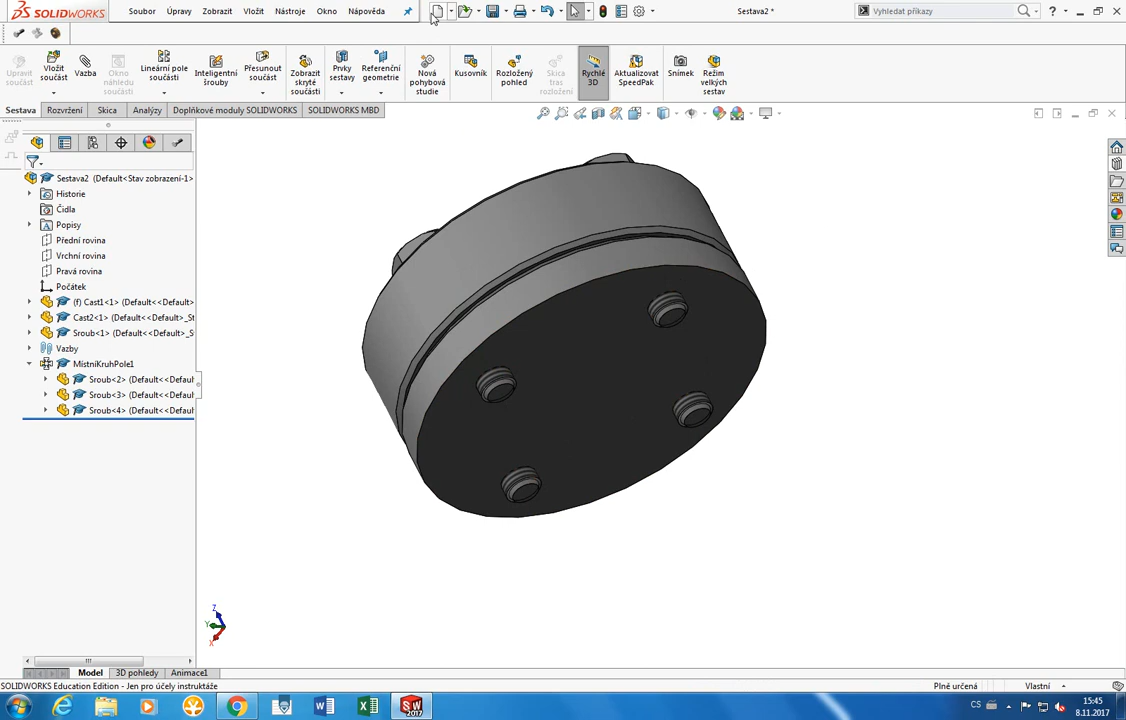 SOLIDWORKS Soubor Úpravy Zobrazit Vložit Nástroje Okno Nápověda Sestava2 * Vyhledat příkazy
Upravit součást
Vložit součást
Vazba
Okno náhledu součásti
Lineární pole součásti
Inteligentní šrouby
Přesunout součást
Zobrazit skryté součásti
Prvky sestavy
Referenční geometrie
Nová pohybová studie
Kusovník
Rozložený pohled
Skica tras rozložení
Rychlé 3D
Aktualizovat SpeedPak
Snímek
Režim velkých sestav
Sestava Rozvržení Skica Analýzy Doplňkové moduly SOLIDWORKS SOLIDWORKS MBD
Sestava2 (Default<Stav zobrazení-1>
Historie
Čidla
Popisy
Přední rovina
Vrchní rovina
Pravá rovina
Počátek
(f) Cast1<1> (Default<<Default>
Cast2<1> (Default<<Default>_St
Sroub<1> (Default<<Default>_S
Vazby
MístníKruhPole1
Sroub<2> (Default<<Defaul
Sroub<3> (Default<<Defaul
Sroub<4> (Default<<Defaul
Z
Y
X
Model 3D pohledy Animace1
SOLIDWORKS Education Edition - Jen pro účely instruktáže Plně určená Vlastní
CS 15:45
8.11.2017